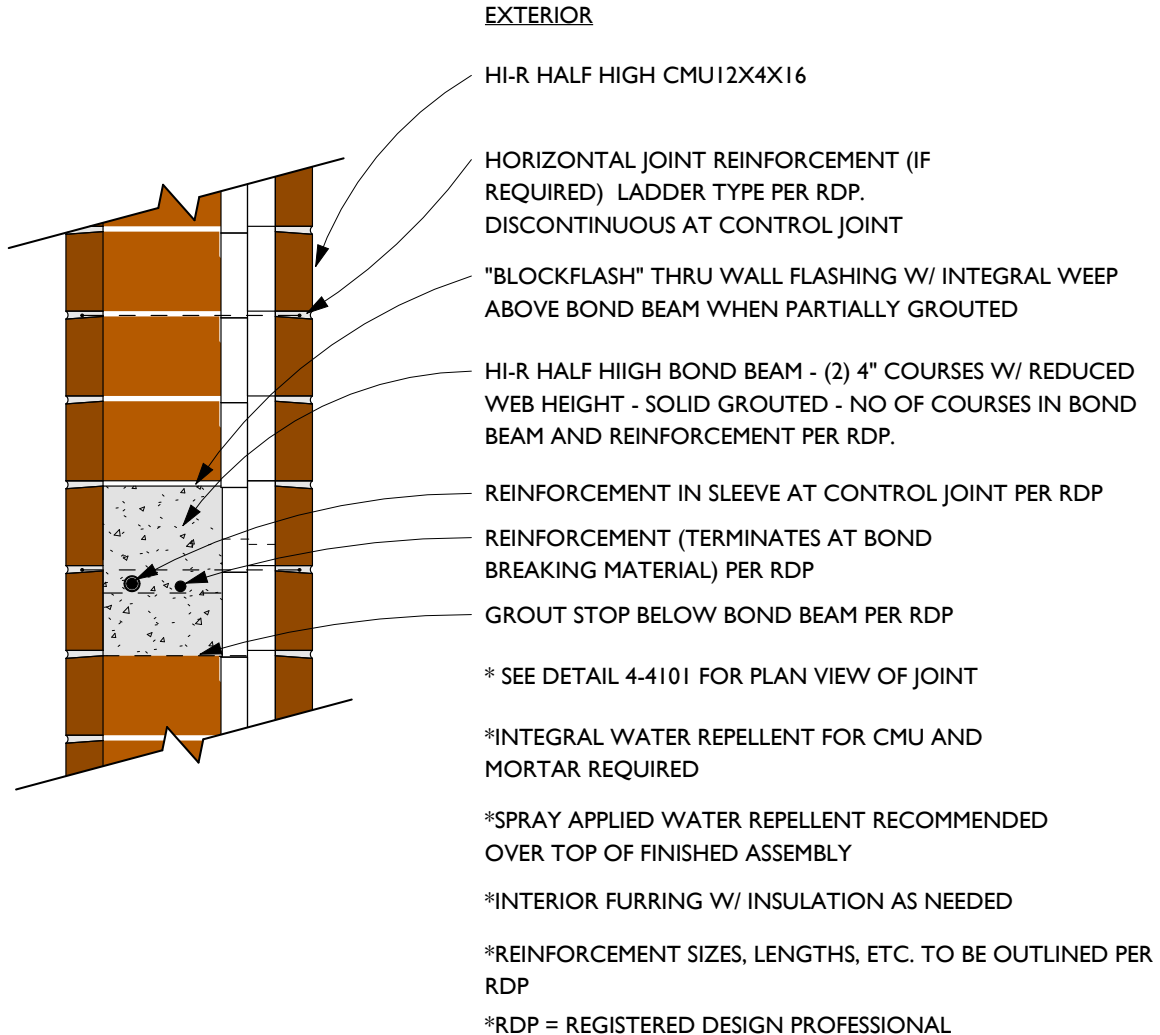 EXTERIOR
HI-R HALF HIGH CMU12X4X16
HORIZONTAL JOINT REINFORCEMENT (IF
REQUIRED) LADDER TYPE PER RDP.
DISCONTINUOUS AT CONTROL JOINT
"BLOCKFLASH" THRU WALL FLASHING W/ INTEGRAL WEEP
ABOVE BOND BEAM WHEN PARTIALLY GROUTED
HI-R HALF HIIGH BOND BEAM - (2) 4" COURSES W/ REDUCED
WEB HEIGHT - SOLID GROUTED - NO OF COURSES IN BOND
BEAM AND REINFORCEMENT PER RDP.
REINFORCEMENT IN SLEEVE AT CONTROL JOINT PER RDP
REINFORCEMENT (TERMINATES AT BOND
BREAKING MATERIAL) PER RDP
GROUT STOP BELOW BOND BEAM PER RDP
* SEE DETAIL 4-4101 FOR PLAN VIEW OF JOINT
*INTEGRAL WATER REPELLENT FOR CMU AND
MORTAR REQUIRED
*SPRAY APPLIED WATER REPELLENT RECOMMENDED
OVER TOP OF FINISHED ASSEMBLY
*INTERIOR FURRING W/ INSULATION AS NEEDED
*REINFORCEMENT SIZES, LENGTHS, ETC. TO BE OUTLINED PER
RDP
*RDP = REGISTERED DESIGN PROFESSIONAL